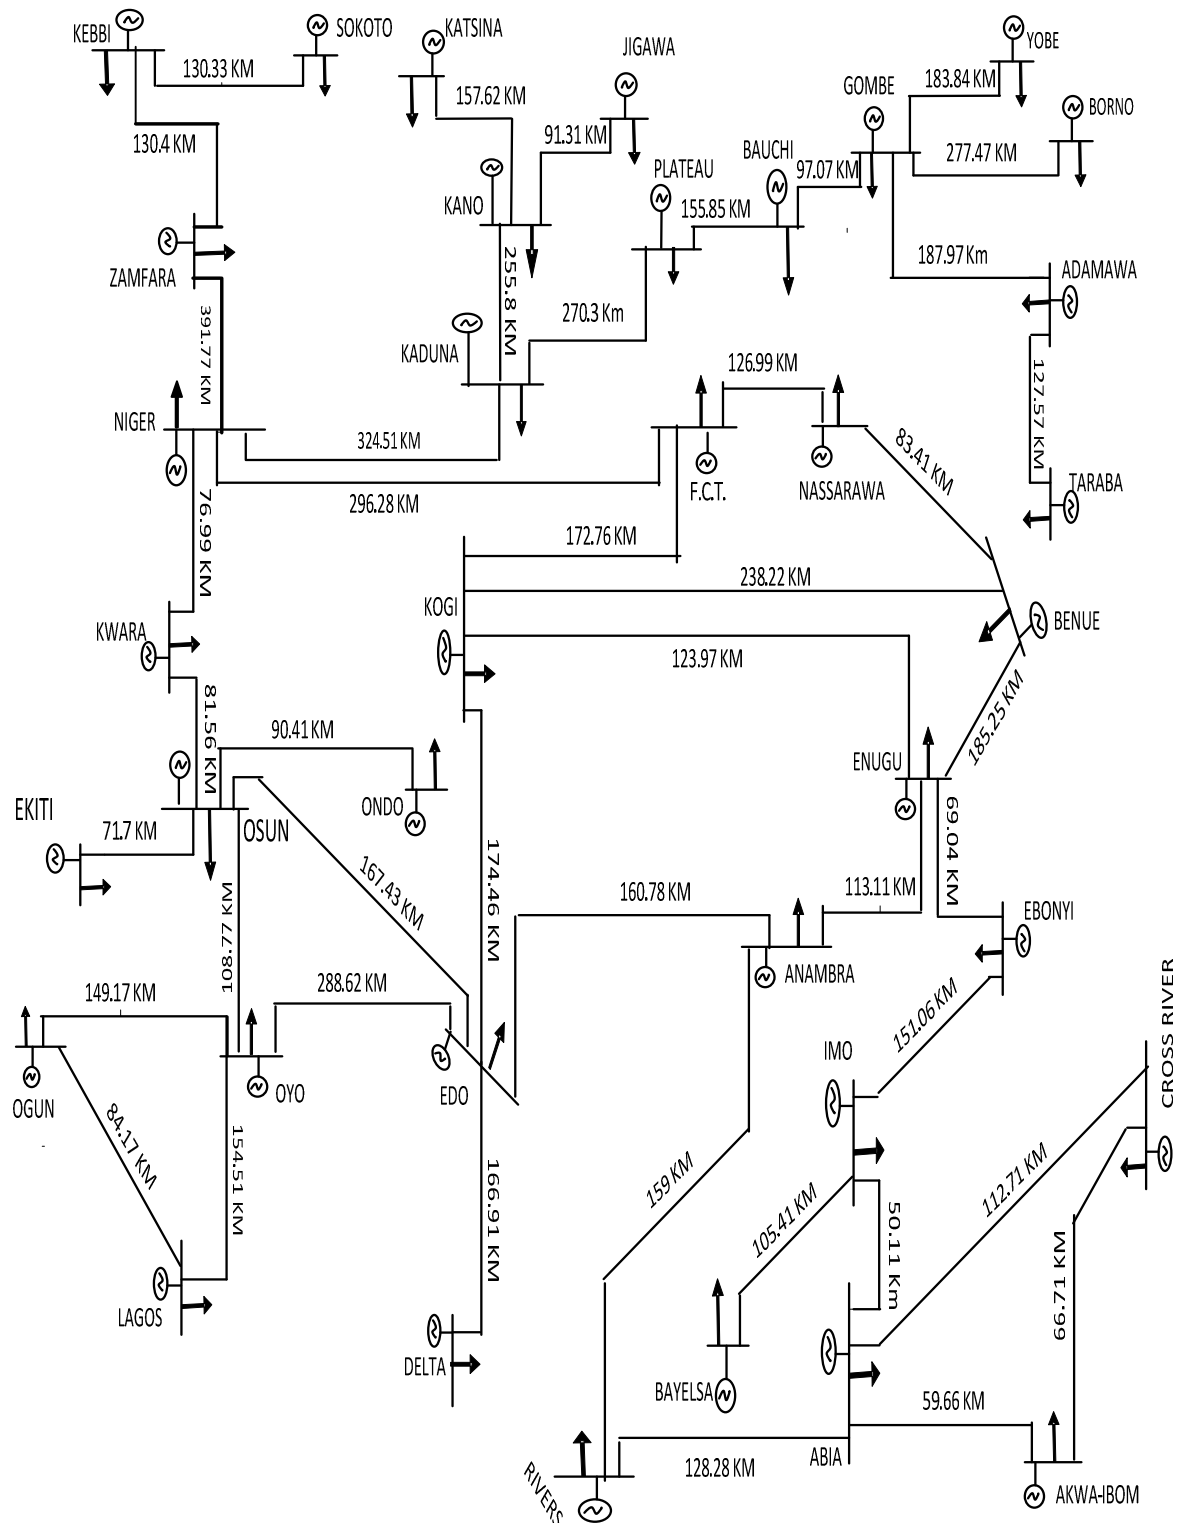 KEBBI
SOKOTO
KATSINA
JIGAWA
YOBE
130.33 KM
157.62 KM
183.84 KM
GOMBE
BORNO
130.4 KM
91.31 KM
BAUCHI
277.47 KM
PLATEAU
97.07 KM
KANO
155.85 KM
ZAMFARA
255.8 KM
187.97 Km
ADAMAWA
391.77 KM
270.3 Km
KADUNA
126.99 KM
127.57 KM
NIGER
324.51 KM
83.41 KM
F.C.T.
NASSARAWA
TARABA
296.28 KM
76.99 KM
172.76 KM
238.22 KM
KOGI
KWARA
BENUE
123.97 KM
185.25 KM
81.56 KM
90.41 KM
ENUGU
EKITI
ONDO
71.7 KM
OSUN
69.04 KM
167.43 KM
174.46 KM
160.78 KM
113.11 KM
EBONYI
108.77 KM
ANAMBRA
149.17 KM
288.62 KM
151.06 KM
CROSS RIVER
IMO
OGUN
OYO
EDO
84.17 KM
154.51 KM
166.91 KM
159 KM
105.41 KM
112.71 KM
50.11 Km
66.71 KM
LAGOS
DELTA
BAYELSA
59.66 KM
ABIA
128.28 KM
RIVERS
AKWA-IBOM